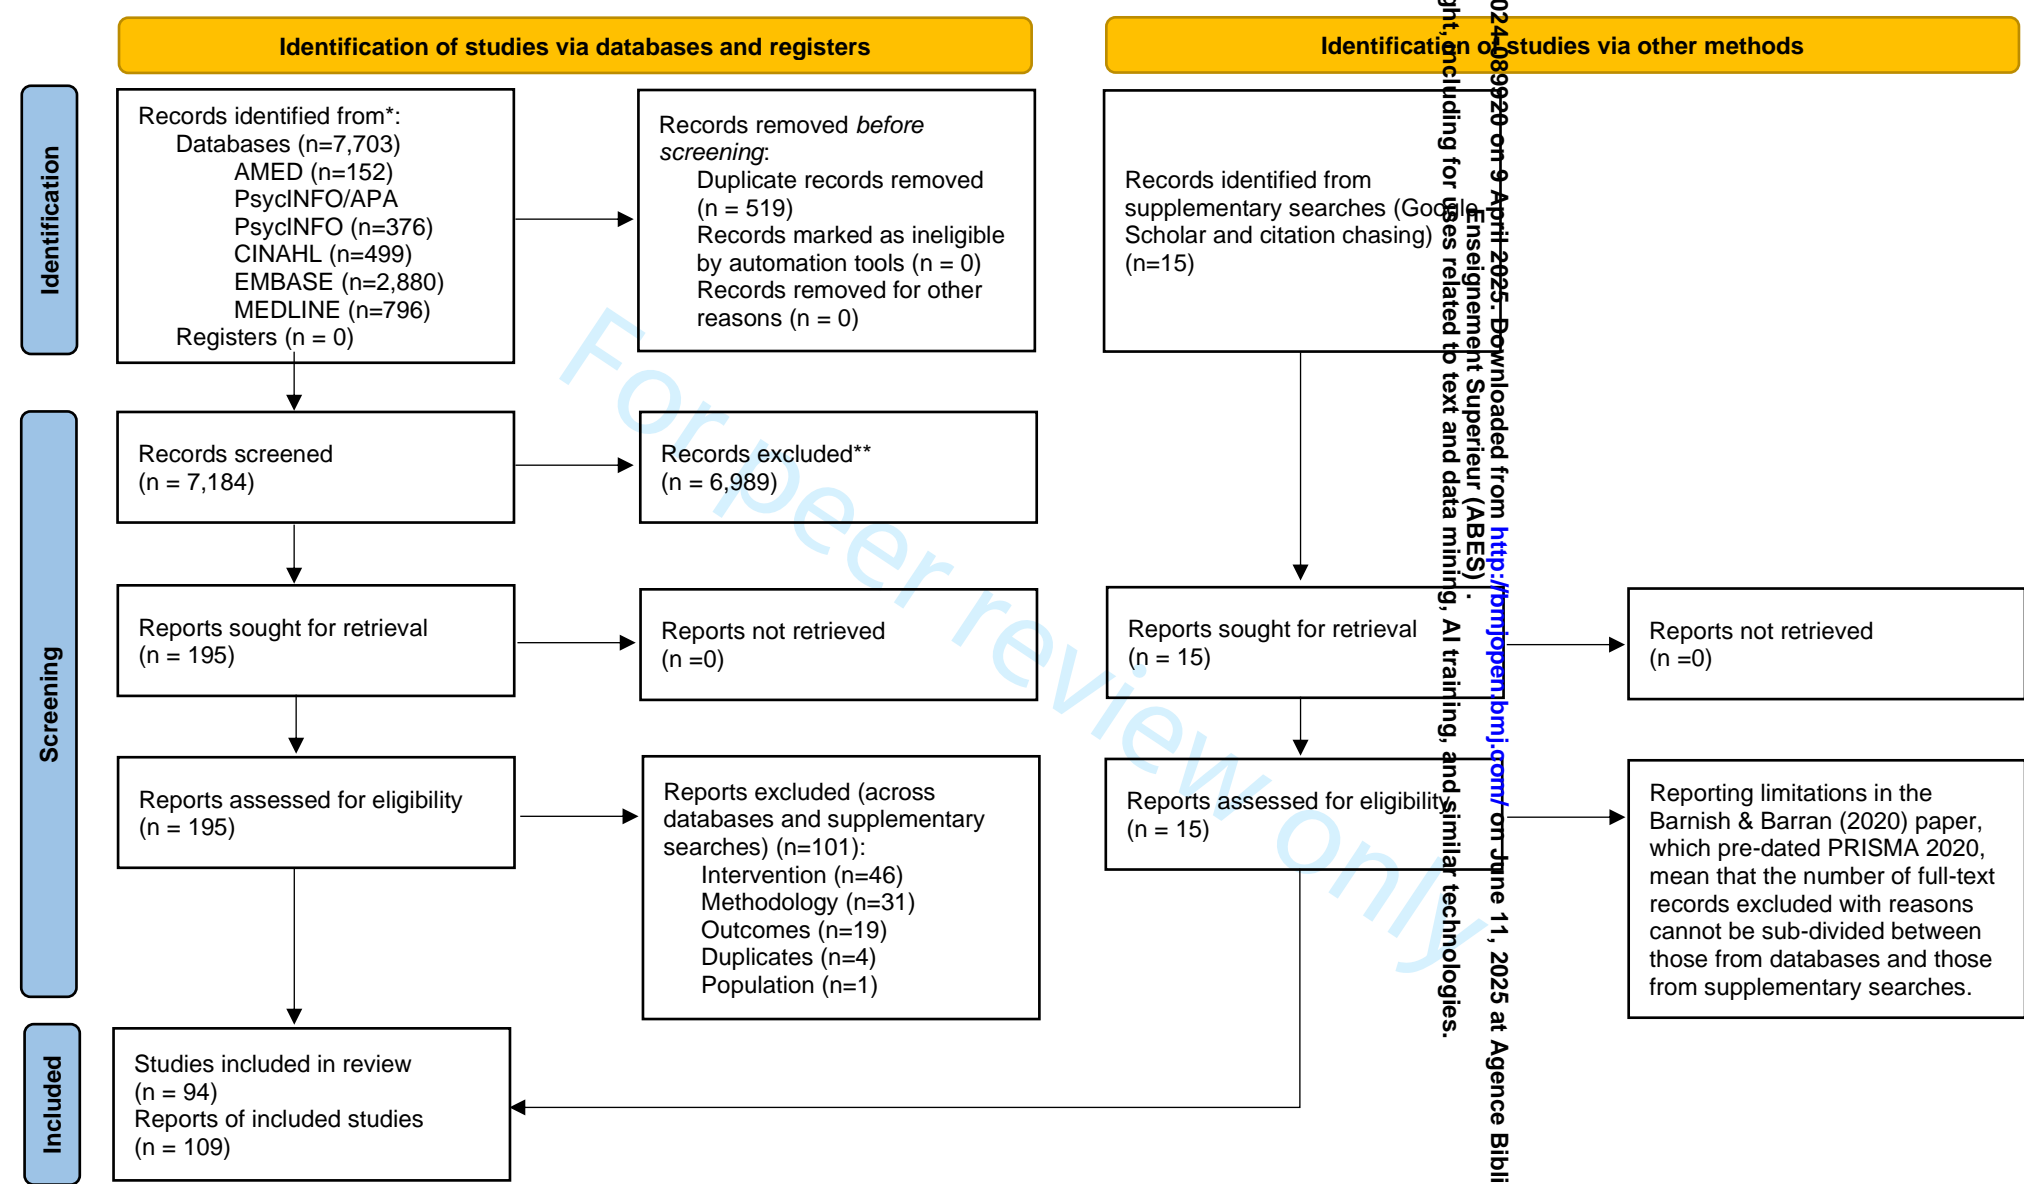 Identification of studies via databases and registers
Identification of studies via other methods
Identification
Records identified from*:
Databases (n=7,703)
AMED (n=152)
PsycINFO/APA
PsycINFO (n=376)
CINAHL (n=499)
EMBASE (n=2,880)
MEDLINE (n=796)
Registers (n = 0)
Records removed before
screening:
Duplicate records removed
(n = 519)
Records marked as ineligible
by automation tools (n = 0)
Records removed for other
reasons (n = 0)
Records identified from
supplementary searches (Google
Scholar and citation chasing)
(n=15)
Screening
Records screened
(n = 7,184)
Records excluded**
(n = 6,989)
Reports sought for retrieval
(n = 195)
Reports not retrieved
(n =0)
Reports sought for retrieval
(n = 15)
Reports not retrieved
(n =0)
Reports assessed for eligibility
(n = 195)
Reports excluded (across
databases and supplementary
searches) (n=101):
Intervention (n=46)
Methodology (n=31)
Outcomes (n=19)
Duplicates (n=4)
Population (n=1)
Reports assessed for eligibility
(n = 15)
Reporting limitations in the
Barnish & Barran (2020) paper,
which pre-dated PRISMA 2020,
mean that the number of full-text
records excluded with reasons
cannot be sub-divided between
those from databases and those
from supplementary searches.
Included
Studies included in review
(n = 94)
Reports of included studies
(n = 109)
For peer review only
024-089920 on 9 April 2025. Downloaded from http://bmjopen.bmj.com/ on June 11, 2025 at Agence Bibli
Enseignement Superieur (ABES) .
ght, including for uses related to text and data mining, AI training, and similar technologies.